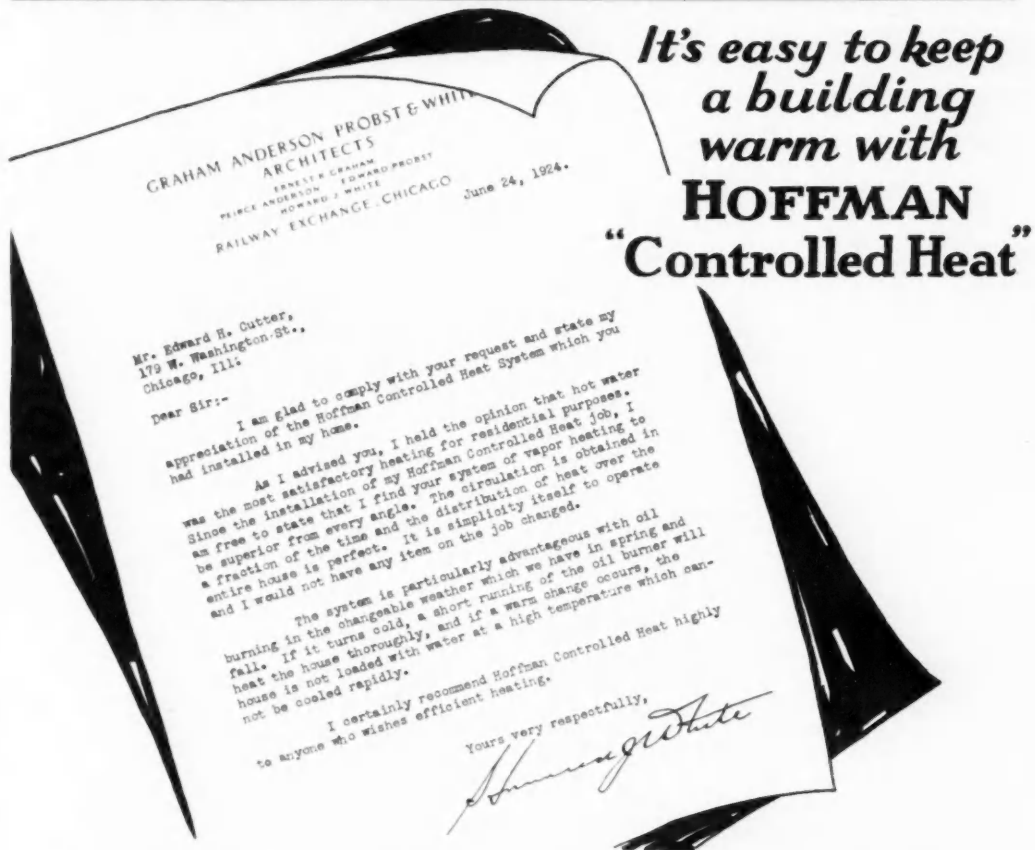 It's easy to keep
a building
warm with
HOFFMAN
"Controlled Heat"
GRAHAM ANDERSON PROBST & WHITE
ARCHITECTS
ERNEST R. GRAHAM
PEIRCE ANDERSON EDWARD PROBST
HOWARD J. WHITE
RAILWAY EXCHANGE, CHICAGO
June 24, 1924.
Mr. Edward H. Cutter,
179 W. Washington St.,
Chicago, Ill:
Dear Sir:-
I am glad to comply with your request and state my
appreciation of the Hoffman Controlled Heat System which you
had installed in my home.
As I advised you, I held the opinion that hot water
was the most satisfactory heating for residential purposes.
Since the installation of my Hoffman Controlled Heat job, I
am free to state that I find your system of vapor heating to
be superior from every angle. The circulation is obtained in
a fraction of the time and the distribution of heat over the
entire house is perfect. It is simplicity itself to operate
and I would not have any item on the job changed.
The system is particularly advantageous with oil
burning in the changeable weather which we have in spring and
fall. If it turns cold, a short running of the oil burner will
heat the house thoroughly, and if a warm change occurs, the
house is not loaded with water at a high temperature which can-
not be cooled rapidly.
I certainly recommend Hoffman Controlled Heat highly
to anyone who wishes efficient heating.
Yours very respectfully,
Howard J White